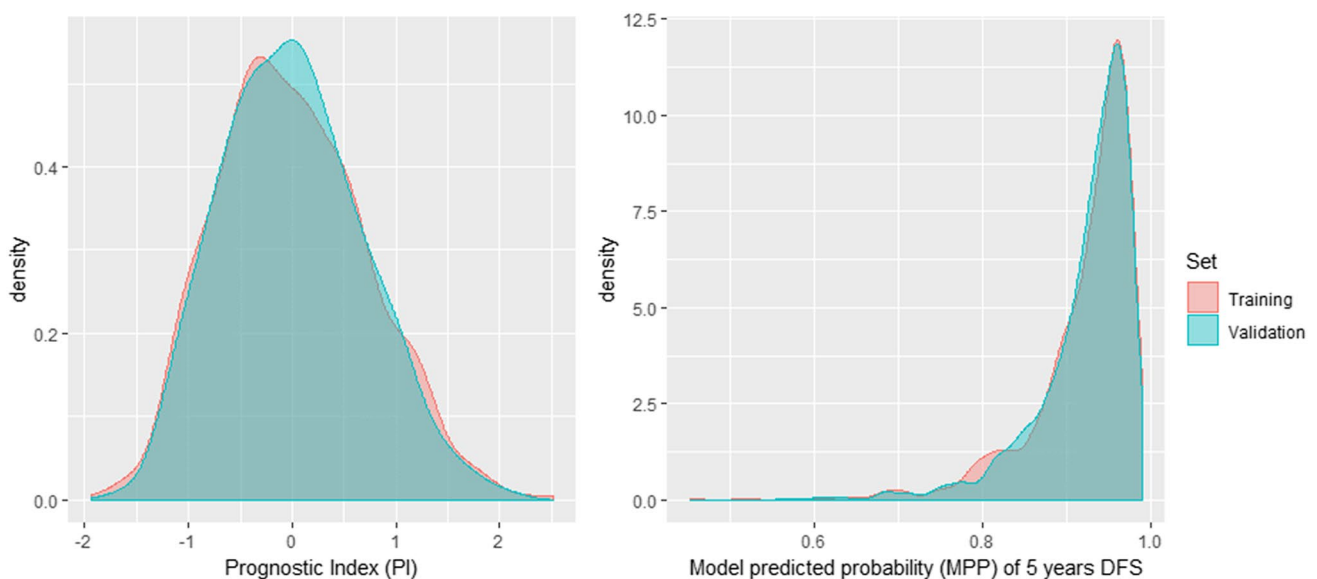 density
0.4
0.2
0.0
-2 -1 0 1 2
Prognostic Index (PI)
density
12.5
10.0
7.5
5.0
2.5
0.0
0.6 0.8 1.0
Model predicted probability (MPP) of 5 years DFS
Set
Training
Validation